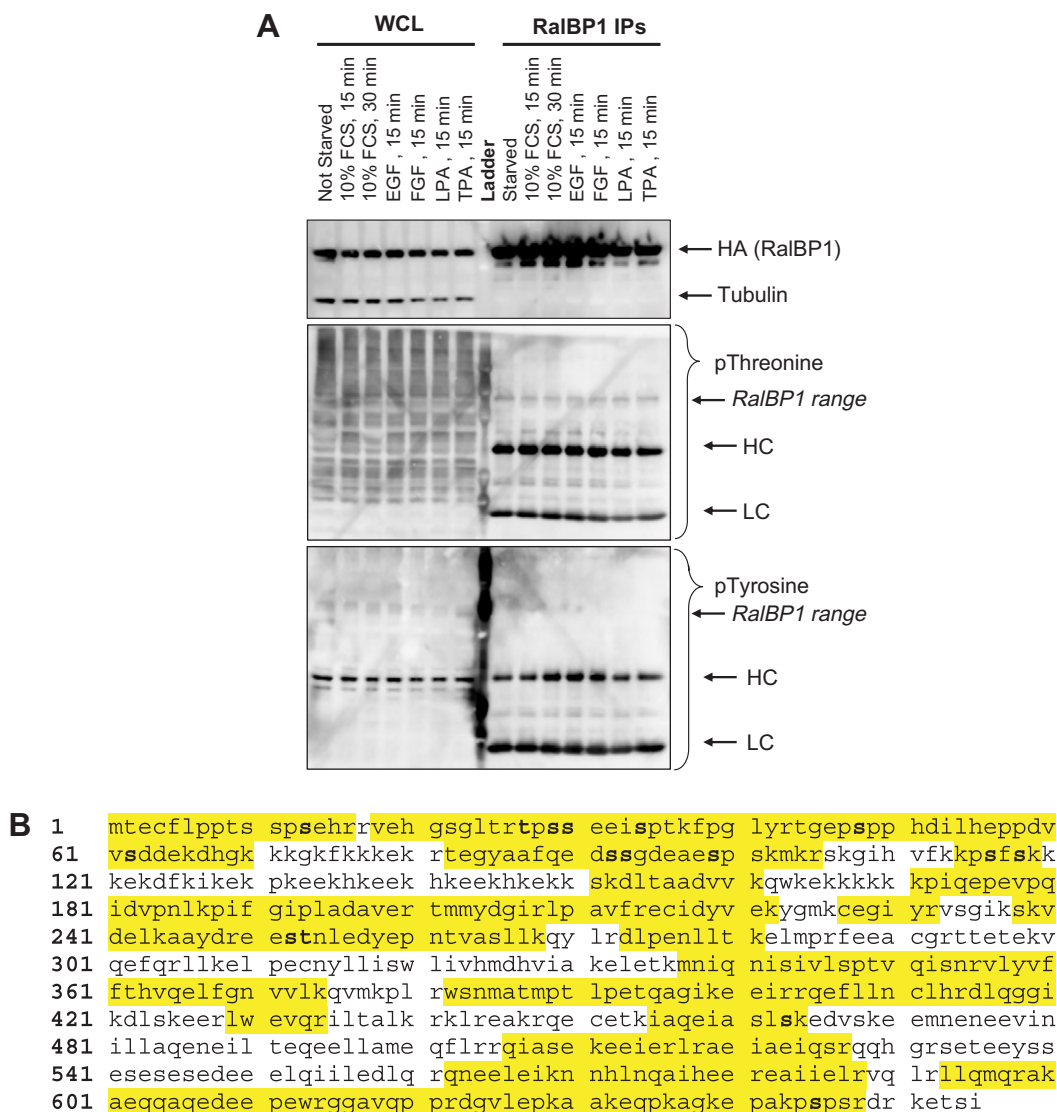 A
WCL
RalBP1 IPs
Not Starved
10% FCS, 15 min
10% FCS, 30 min
EGF , 15 min
FGF , 15 min
LPA , 15 min
TPA , 15 min
Ladder
Starved
10% FCS, 15 min
10% FCS, 30 min
EGF , 15 min
FGF , 15 min
LPA , 15 min
TPA , 15 min
HA (RalBP1)
Tubulin
pThreonine
RalBP1 range
HC
LC
pTyrosine
RalBP1 range
HC
LC
B
1 mtecflppts spsehrrveh gsgltrtpss eeisptkfpg lyrtgepspp hdilheppdv
61 vsddekdhgk kkgkfkkkek rtegyaafqe dssgdeaesp skmkrskgih vfkkpsfskk
121 kekdfkikek pkeekhkeek hkeekhkekk skdltaadvv kqwkekkkkk kpiqepevpq
181 idvpnlkpif gipladaver tmmydgirlp avfrecidyv ekygmkcegi yrvsgikskv
241 delkaaydre estnledyep ntvasllkqy lrdlpenllt kelmprfeea cgrttetekv
301 qefqrllkel pecnyllisw livhmdhvia keletkmniq nisivlsptv qisnrvlyvf
361 fthvqelfgn vvlkqvmkpl rwsnmatmpt lpetqagike eirrqeflln clhrdlqggi
421 kdlskeerlw evqriltalk rklreakrqe cetkiaqeia slskedvske emneneevin
481 illaqeneil teqeellame qflrrqiase keeierlrae iaeiqsrqqh grseteeyss
541 esesesedee elqiiledlq rqneeleikn nhlnqaihee reaiielrvq lrllqmqrak
601 aeqqaqedee pewrggavqp prdgvlepka akeqpkagke pakpspsrdr ketsi